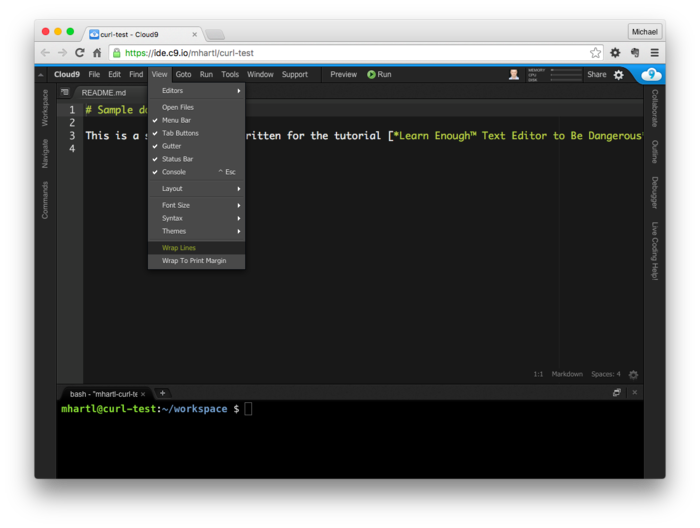 curl-test - Cloud9
Michael
https://ide.c9.io/mhartl/curl-test
Cloud9 File Edit Find View Goto Run Tools Window Support Preview Run MEMORY CPU DISK Share
Workspace
Navigate
Commands
README.md
1 # Sample do
2
3 This is a s
ritten for the tutorial [*Learn Enough™ Text Editor to Be Dangerous*
4
Editors
Open Files
Menu Bar
Tab Buttons
Gutter
Status Bar
Console ^ Esc
Layout
Font Size
Syntax
Themes
Wrap Lines
Wrap To Print Margin
Collaborate
Outline
Debugger
Live Coding Help!
1:1 Markdown Spaces: 4
bash - "mhartl-curl-te
mhartl@curl-test:~/workspace $